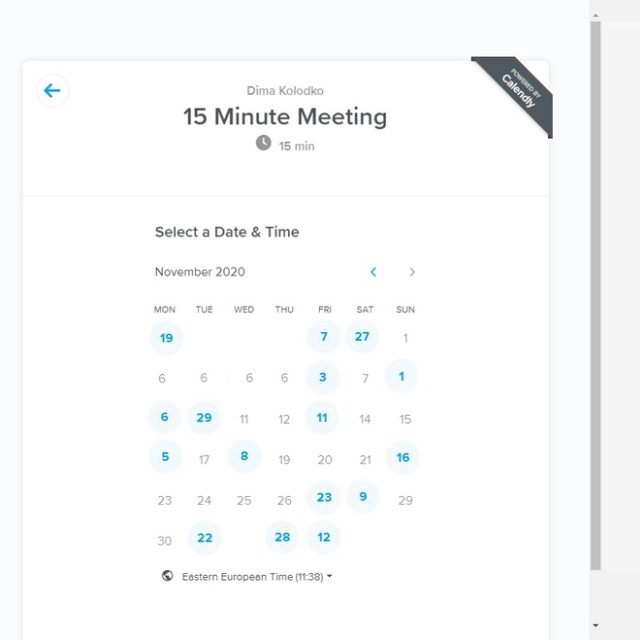 POWERED BY
Calendly
Dima Kolodko
15 Minute Meeting
15 min
Select a Date & Time
November 2020
MON TUE WED THU FRI SAT SUN
19 7 27 1
6 6 6 6 3 7 1
6 29 11 12 11 14 15
5 17 8 19 20 21 16
23 24 25 26 23 9 29
30 22 28 12
Eastern European Time (11:38)